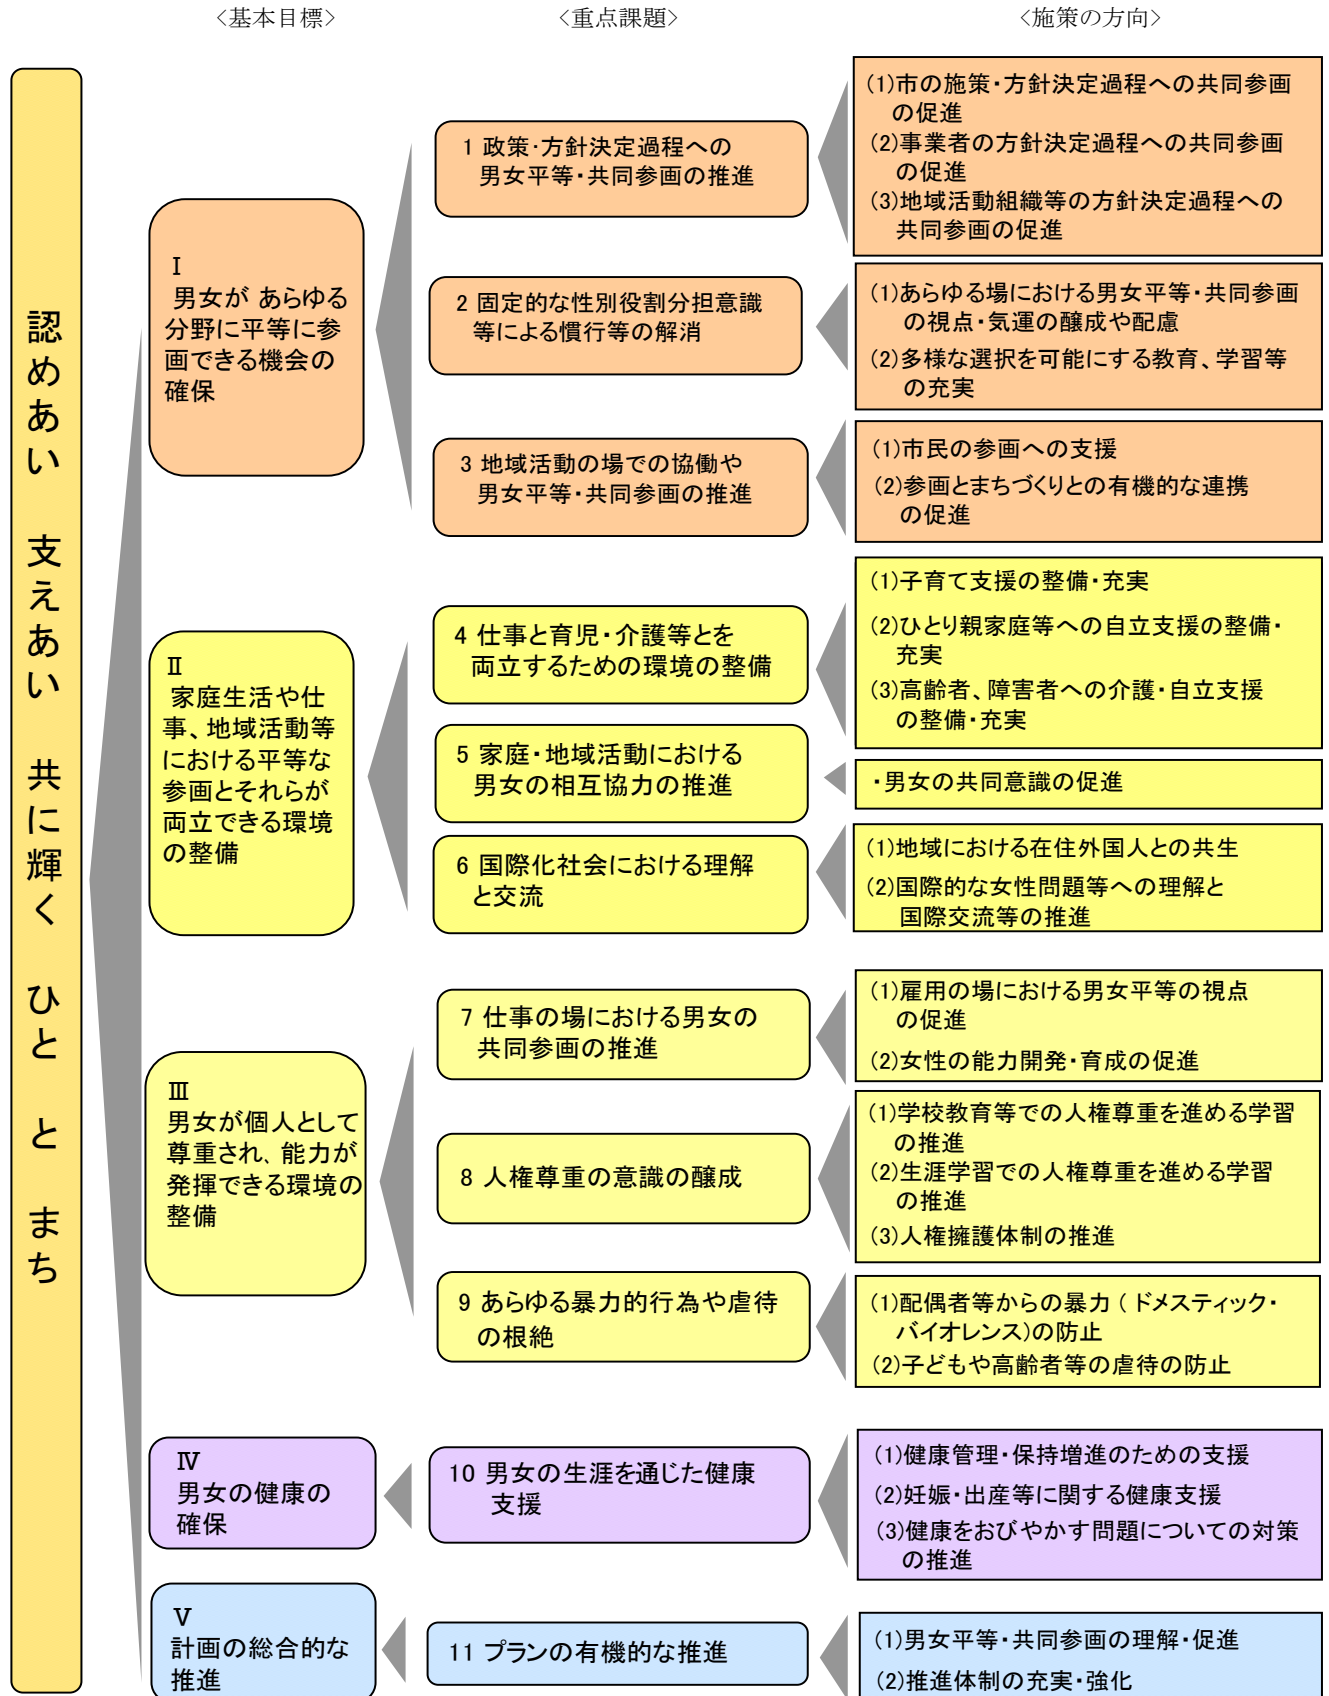 <基本目標>
<重点課題>
<施策の方向>
認めあい 支えあい 共に輝く ひと と まち
Ⅰ
男女が あらゆる
分野に平等に参
画できる機会の
確保
1 政策・方針決定過程への
男女平等・共同参画の推進
(1)市の施策・方針決定過程への共同参画
の促進
(2)事業者の方針決定過程への共同参画
の促進
(3)地域活動組織等の方針決定過程への
共同参画の促進
2 固定的な性別役割分担意識
等による慣行等の解消
(1)あらゆる場における男女平等・共同参画
の視点・気運の醸成や配慮
(2)多様な選択を可能にする教育、学習等
の充実
3 地域活動の場での協働や
男女平等・共同参画の推進
(1)市民の参画への支援
(2)参画とまちづくりとの有機的な連携
の促進
Ⅱ
家庭生活や仕
事、地域活動等
における平等な
参画とそれらが
両立できる環境
の整備
4 仕事と育児・介護等とを
両立するための環境の整備
(1)子育て支援の整備・充実
(2)ひとり親家庭等への自立支援の整備・
充実
(3)高齢者、障害者への介護・自立支援
の整備・充実
5 家庭・地域活動における
男女の相互協力の推進
・男女の共同意識の促進
6 国際化社会における理解
と交流
(1)地域における在住外国人との共生
(2)国際的な女性問題等への理解と
国際交流等の推進
Ⅲ
男女が個人として
尊重され、能力が
発揮できる環境の
整備
7 仕事の場における男女の
共同参画の推進
(1)雇用の場における男女平等の視点
の促進
(2)女性の能力開発・育成の促進
8 人権尊重の意識の醸成
(1)学校教育等での人権尊重を進める学習
の推進
(2)生涯学習での人権尊重を進める学習
の推進
(3)人権擁護体制の推進
9 あらゆる暴力的行為や虐待
の根絶
(1)配偶者等からの暴力(ドメスティック・
バイオレンス)の防止
(2)子どもや高齢者等の虐待の防止
Ⅳ
男女の健康の
確保
10 男女の生涯を通じた健康
支援
(1)健康管理・保持増進のための支援
(2)妊娠・出産等に関する健康支援
(3)健康をおびやかす問題についての対策
の推進
Ⅴ
計画の総合的な
推進
11 プランの有機的な推進
(1)男女平等・共同参画の理解・促進
(2)推進体制の充実・強化